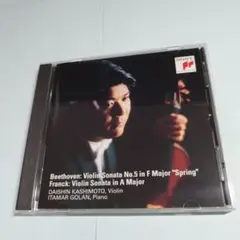 Beethoven: Violin Sonata No.5 in F Major "Spring"
Franck: Violin Sonata in A Major
DAISHIN KASHIMOTO, Violin
ITAMAR GOLAN, Piano